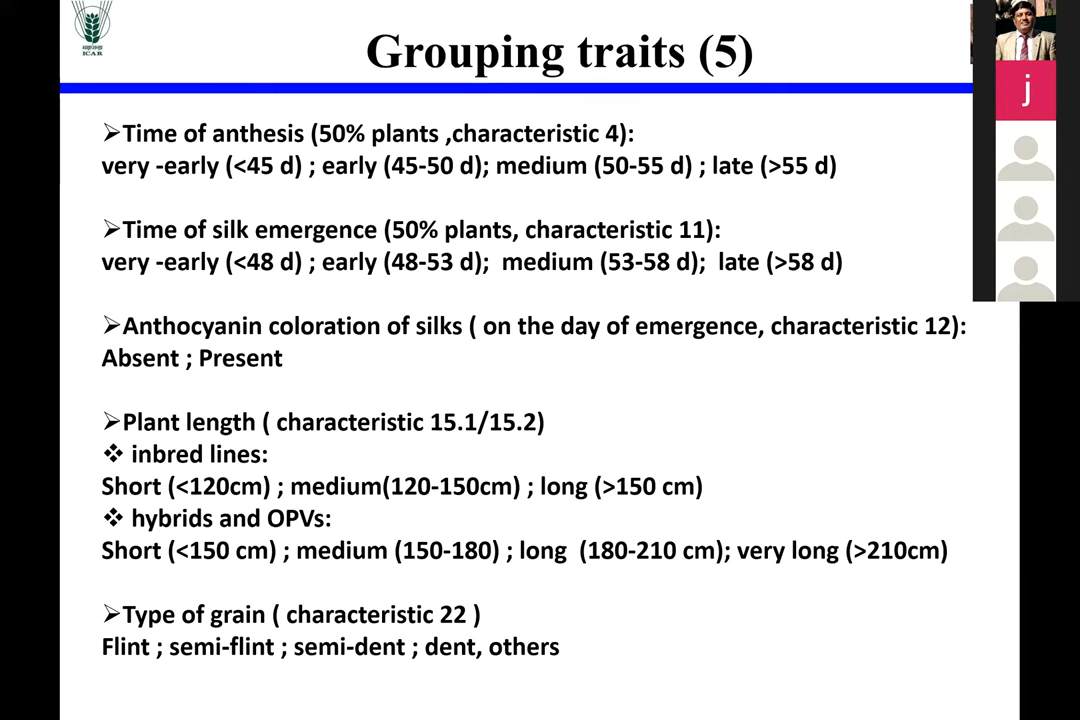 ICAR
Grouping traits (5)
j
➢Time of anthesis (50% plants ,characteristic 4):
very -early (<45 d) ; early (45-50 d); medium (50-55 d) ; late (>55 d)
➢Time of silk emergence (50% plants, characteristic 11):
very -early (<48 d) ; early (48-53 d); medium (53-58 d); late (>58 d)
➢Anthocyanin coloration of silks ( on the day of emergence, characteristic 12):
Absent ; Present
➢Plant length ( characteristic 15.1/15.2)
❖ inbred lines:
Short (<120cm) ; medium(120-150cm) ; long (>150 cm)
❖ hybrids and OPVs:
Short (<150 cm) ; medium (150-180) ; long (180-210 cm); very long (>210cm)
➢Type of grain ( characteristic 22 )
Flint ; semi-flint ; semi-dent ; dent, others